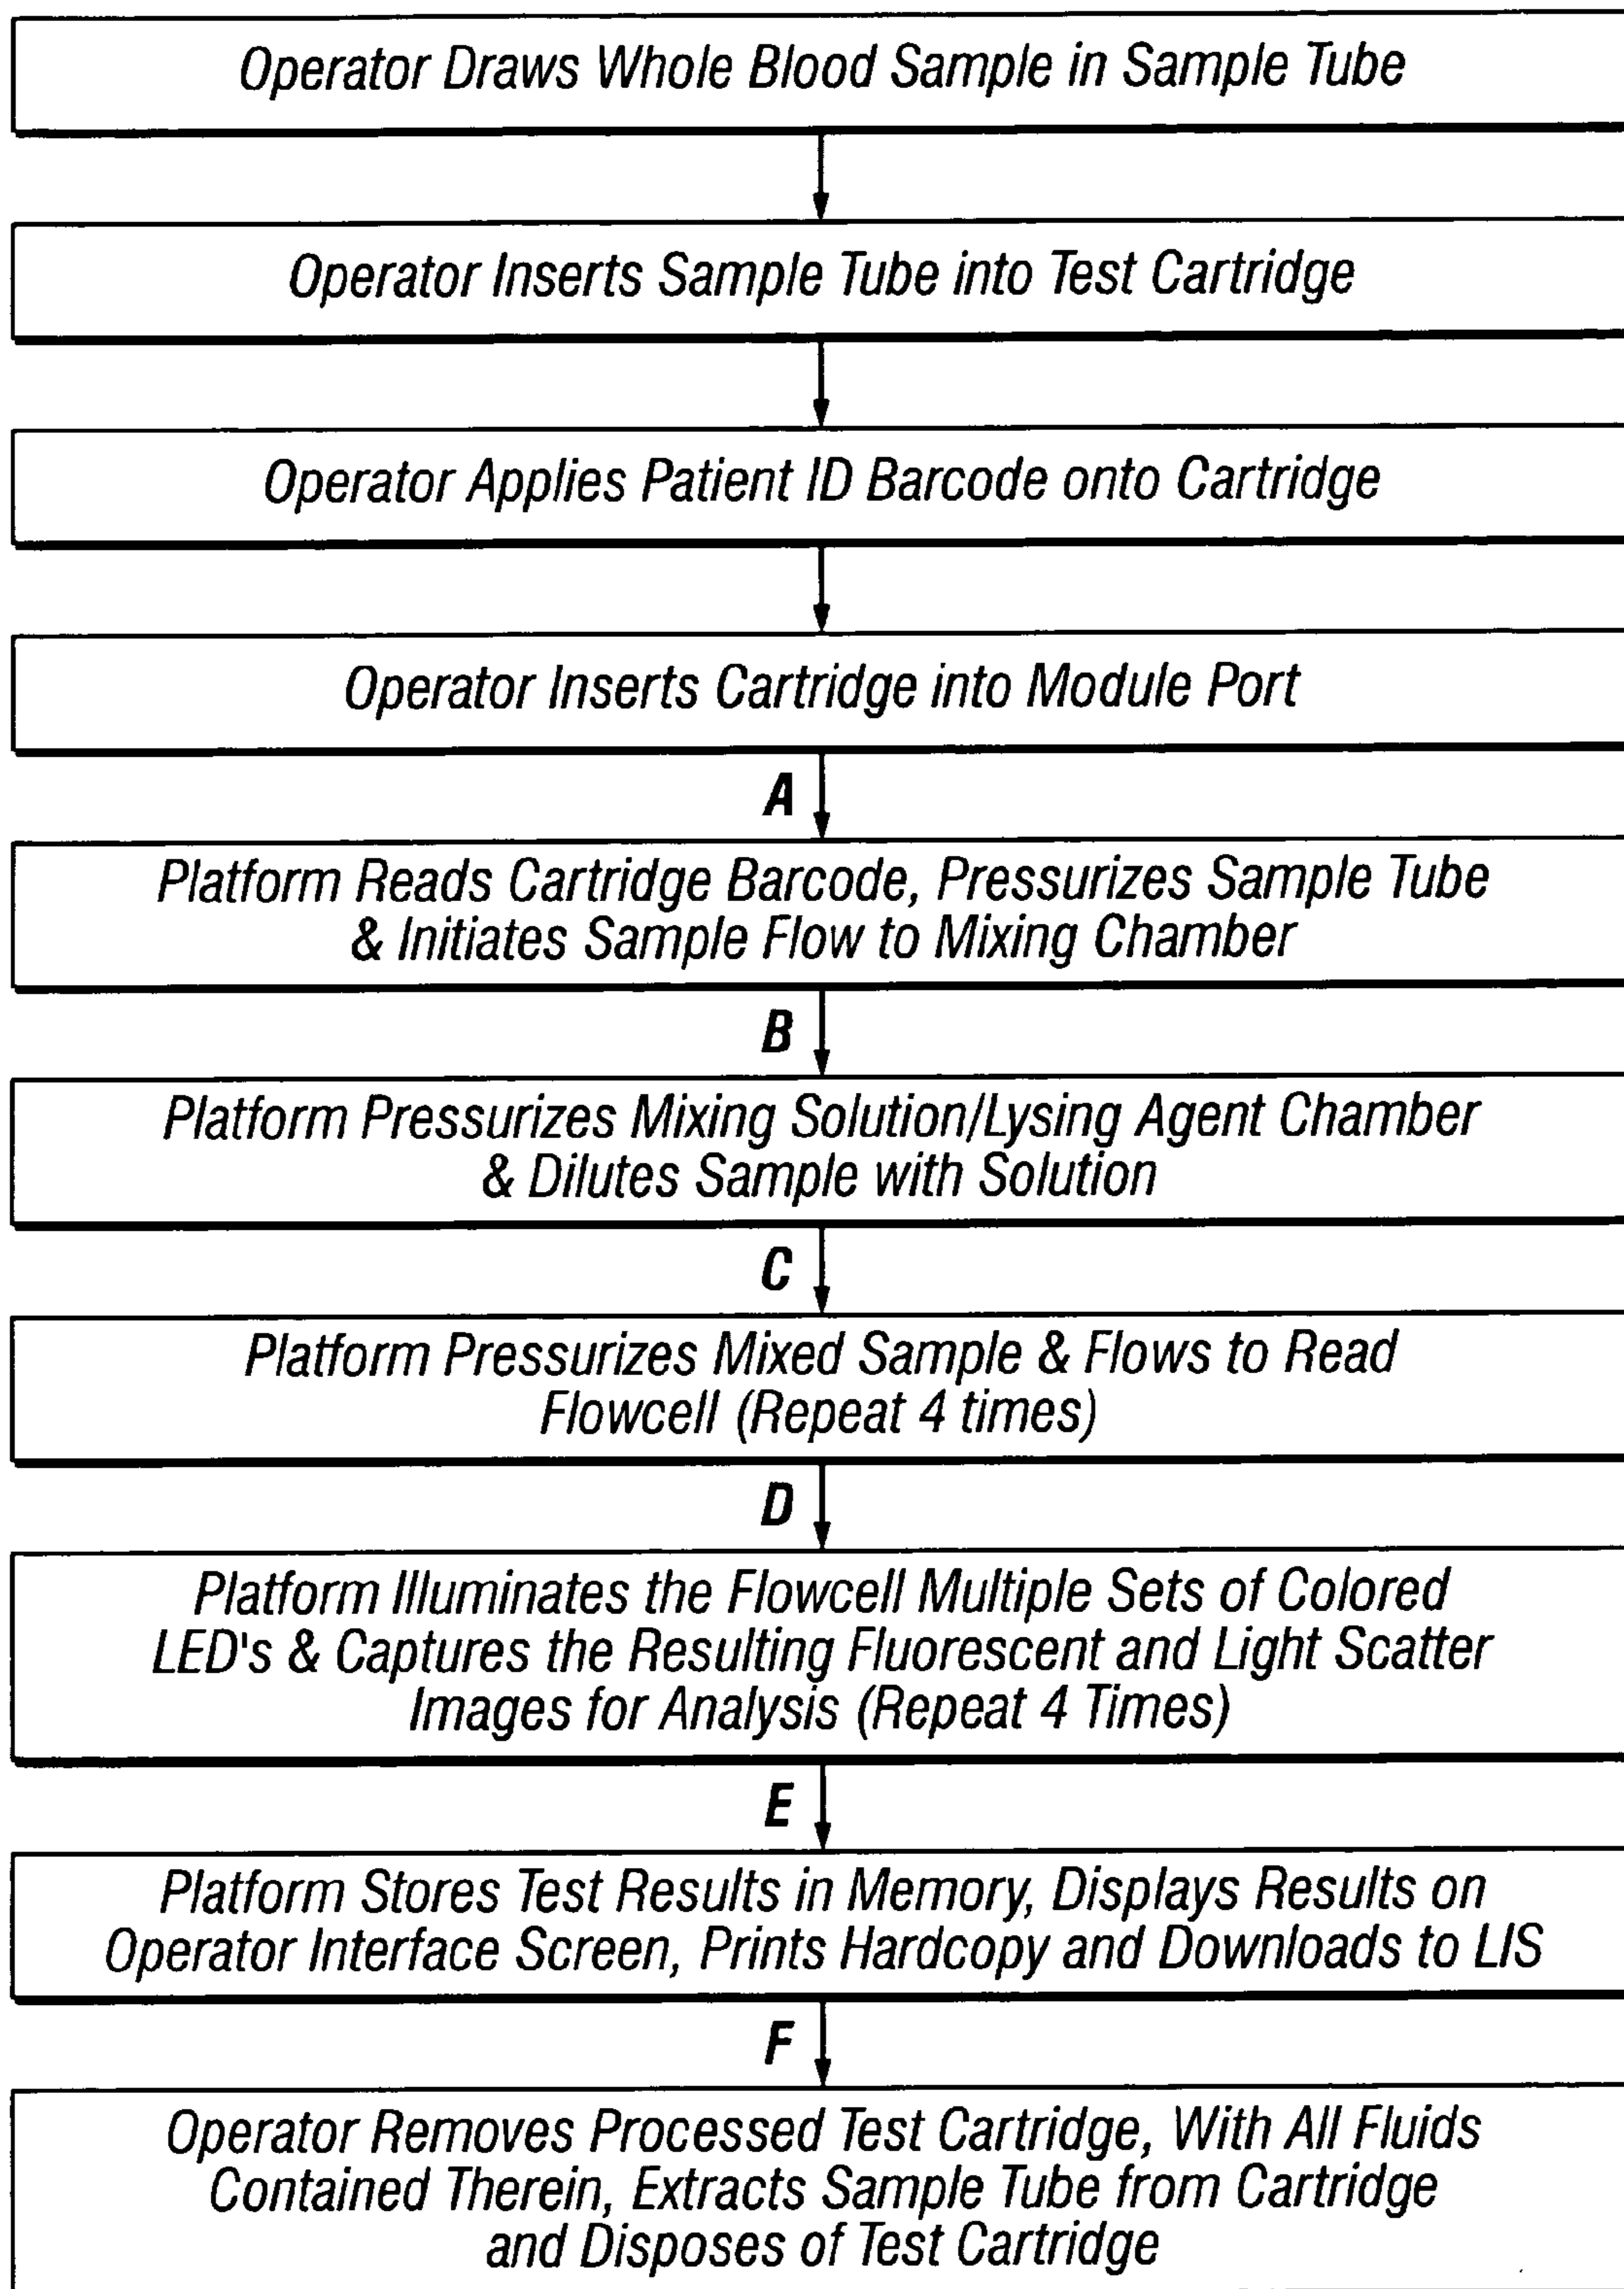 Operator Draws Whole Blood Sample in Sample Tube
Operator Inserts Sample Tube into Test Cartridge
Operator Applies Patient ID Barcode onto Cartridge
Operator Inserts Cartridge into Module Port
A
Platform Reads Cartridge Barcode, Pressurizes Sample Tube
& Initiates Sample Flow to Mixing Chamber
B
Platform Pressurizes Mixing Solution/Lysing Agent Chamber
& Dilutes Sample with Solution
C
Platform Pressurizes Mixed Sample & Flows to Read
Flowcell (Repeat 4 times)
D
Platform Illuminates the Flowcell Multiple Sets of Colored
LED's & Captures the Resulting Fluorescent and Light Scatter
Images for Analysis (Repeat 4 Times)
E
Platform Stores Test Results in Memory, Displays Results on
Operator Interface Screen, Prints Hardcopy and Downloads to LIS
F
Operator Removes Processed Test Cartridge, With All Fluids
Contained Therein, Extracts Sample Tube from Cartridge
and Disposes of Test Cartridge